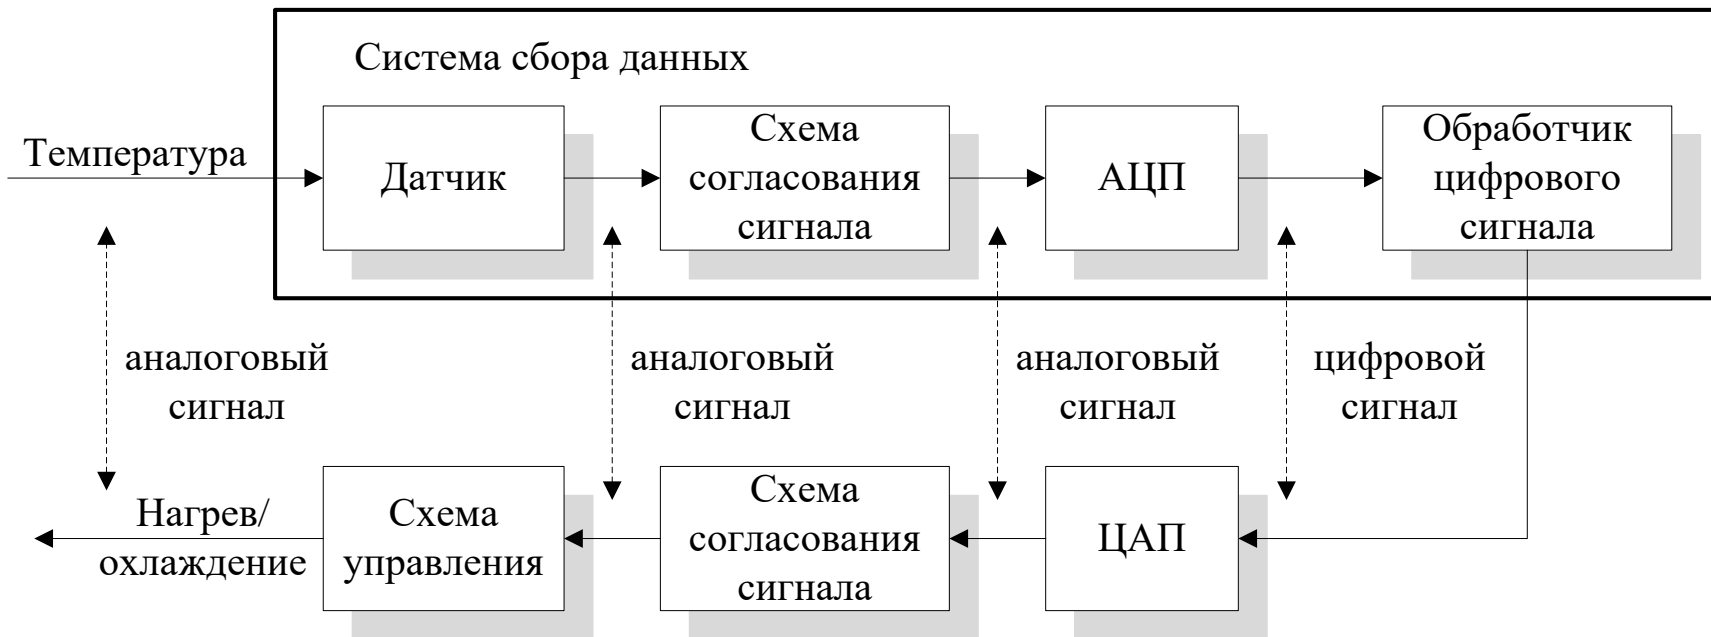 Система сбора данных
Температура
Датчик
Схема
согласования
сигнала
АЦП
Обработчик
цифрового
сигнала
аналоговый
сигнал
аналоговый
сигнал
аналоговый
сигнал
цифровой
сигнал
Нагрев/
охлаждение
Схема
управления
Схема
согласования
сигнала
ЦАП